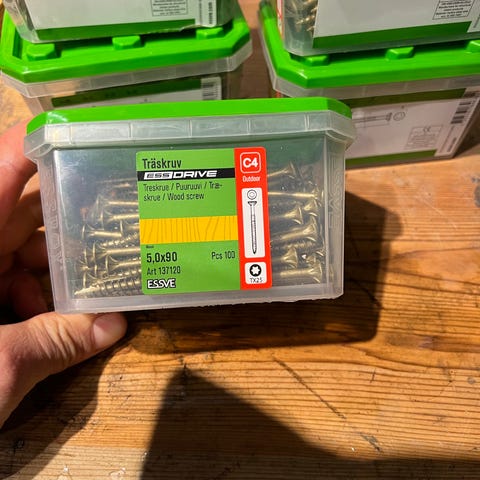 Träskruv
ESSDRIVE
Treskrue / Puuruuvi / Træ-
skrue / Wood screw
5,0x90
Pcs 100
Art 137120
ESSVE
C4
Outdoor
TX25